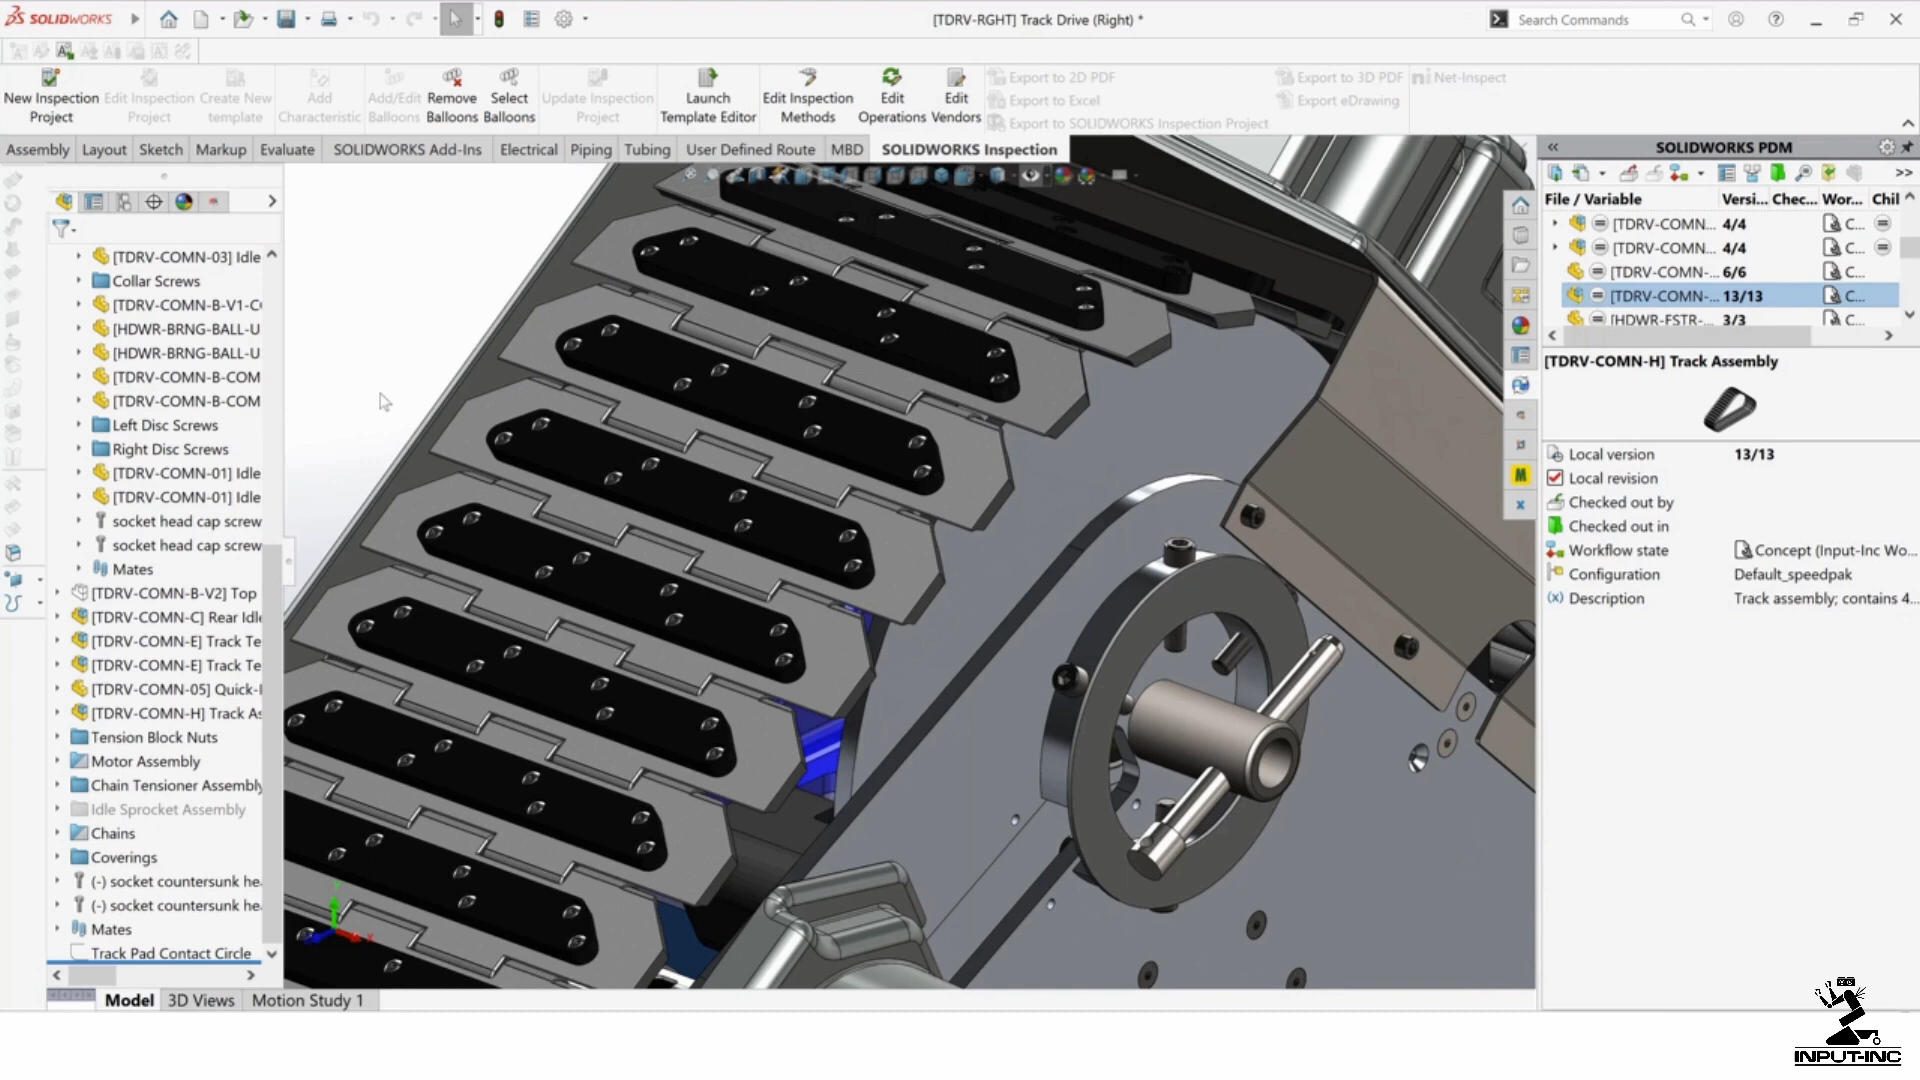 SOLIDWORKS
[TDRV-RGHT] Track Drive (Right) *
Search Commands
New Inspection Project
Edit Inspection Project
Create New template
Add Characteristic
Add/Edit Balloons
Remove Balloons
Select Balloons
Update Inspection Project
Launch Template Editor
Edit Inspection Methods
Edit Operations
Edit Vendors
Export to 2D PDF
Export to Excel
Export to SOLIDWORKS Inspection Project
Export to 3D PDF
Export eDrawing
Net-Inspect
Assembly
Layout
Sketch
Markup
Evaluate
SOLIDWORKS Add-Ins
Electrical
Piping
Tubing
User Defined Route
MBD
SOLIDWORKS Inspection
[TDRV-COMN-03] Idle
Collar Screws
[TDRV-COMN-B-V1-C
[HDWR-BRNG-BALL-U
[HDWR-BRNG-BALL-U
[TDRV-COMN-B-COM
[TDRV-COMN-B-COM
Left Disc Screws
Right Disc Screws
[TDRV-COMN-01] Idle
[TDRV-COMN-01] Idle
socket head cap screw
socket head cap screw
Mates
[TDRV-COMN-B-V2] Top
[TDRV-COMN-C] Rear Idle
[TDRV-COMN-E] Track Te
[TDRV-COMN-E] Track Te
[TDRV-COMN-05] Quick-
[TDRV-COMN-H] Track As
Tension Block Nuts
Motor Assembly
Chain Tensioner Assembly
Idle Sprocket Assembly
Chains
Coverings
(-) socket countersunk he
(-) socket countersunk he
Mates
Track Pad Contact Circle
Model
3D Views
Motion Study 1
SOLIDWORKS PDM
File / Variable Versi... Chec... Wor... Chil
[TDRV-COMN... 4/4 C...
[TDRV-COMN... 4/4 C...
[TDRV-COMN-... 6/6 C...
[TDRV-COMN-... 13/13 C...
[HDWR-FSTR-... 3/3 C...
[TDRV-COMN-H] Track Assembly
Local version 13/13
Local revision
Checked out by
Checked out in
Workflow state Concept (Input-Inc Wo...
Configuration Default_speedpak
Description Track assembly; contains 4...
M
INPUT-INC